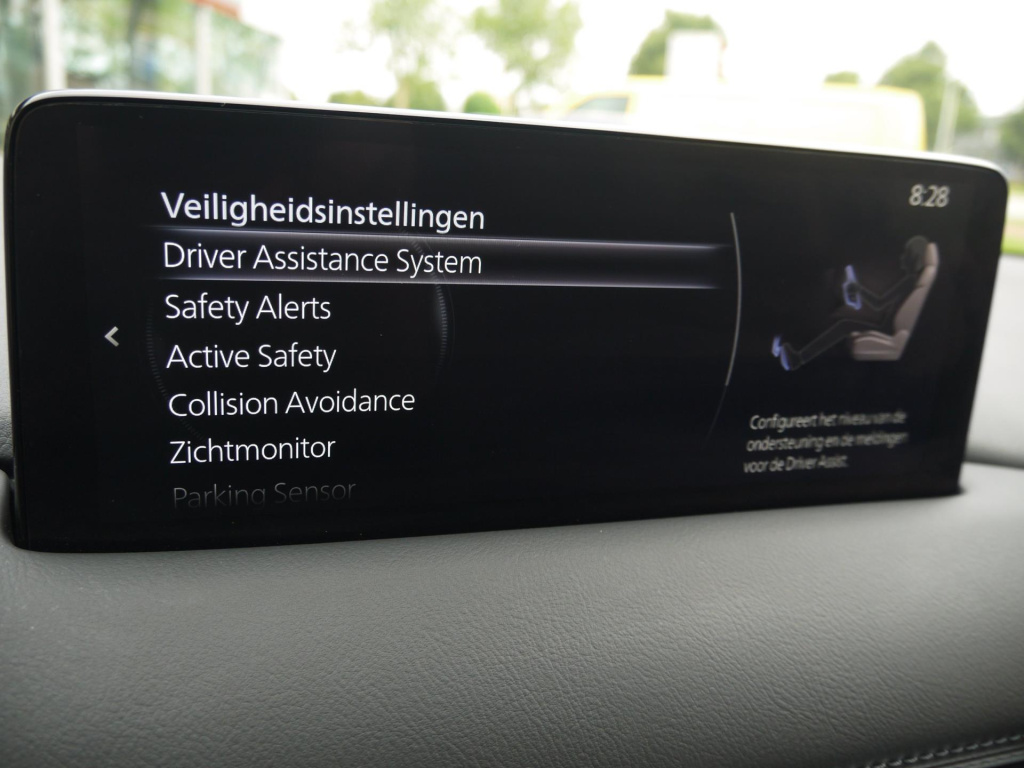 8:28
Veiligheidsinstellingen
Driver Assistance System
Safety Alerts
Active Safety
Collision Avoidance
Zichtmonitor
Parking Sensor
Configureert het niveau van de
ondersteuning en de meldingen
voor de Driver Assist.